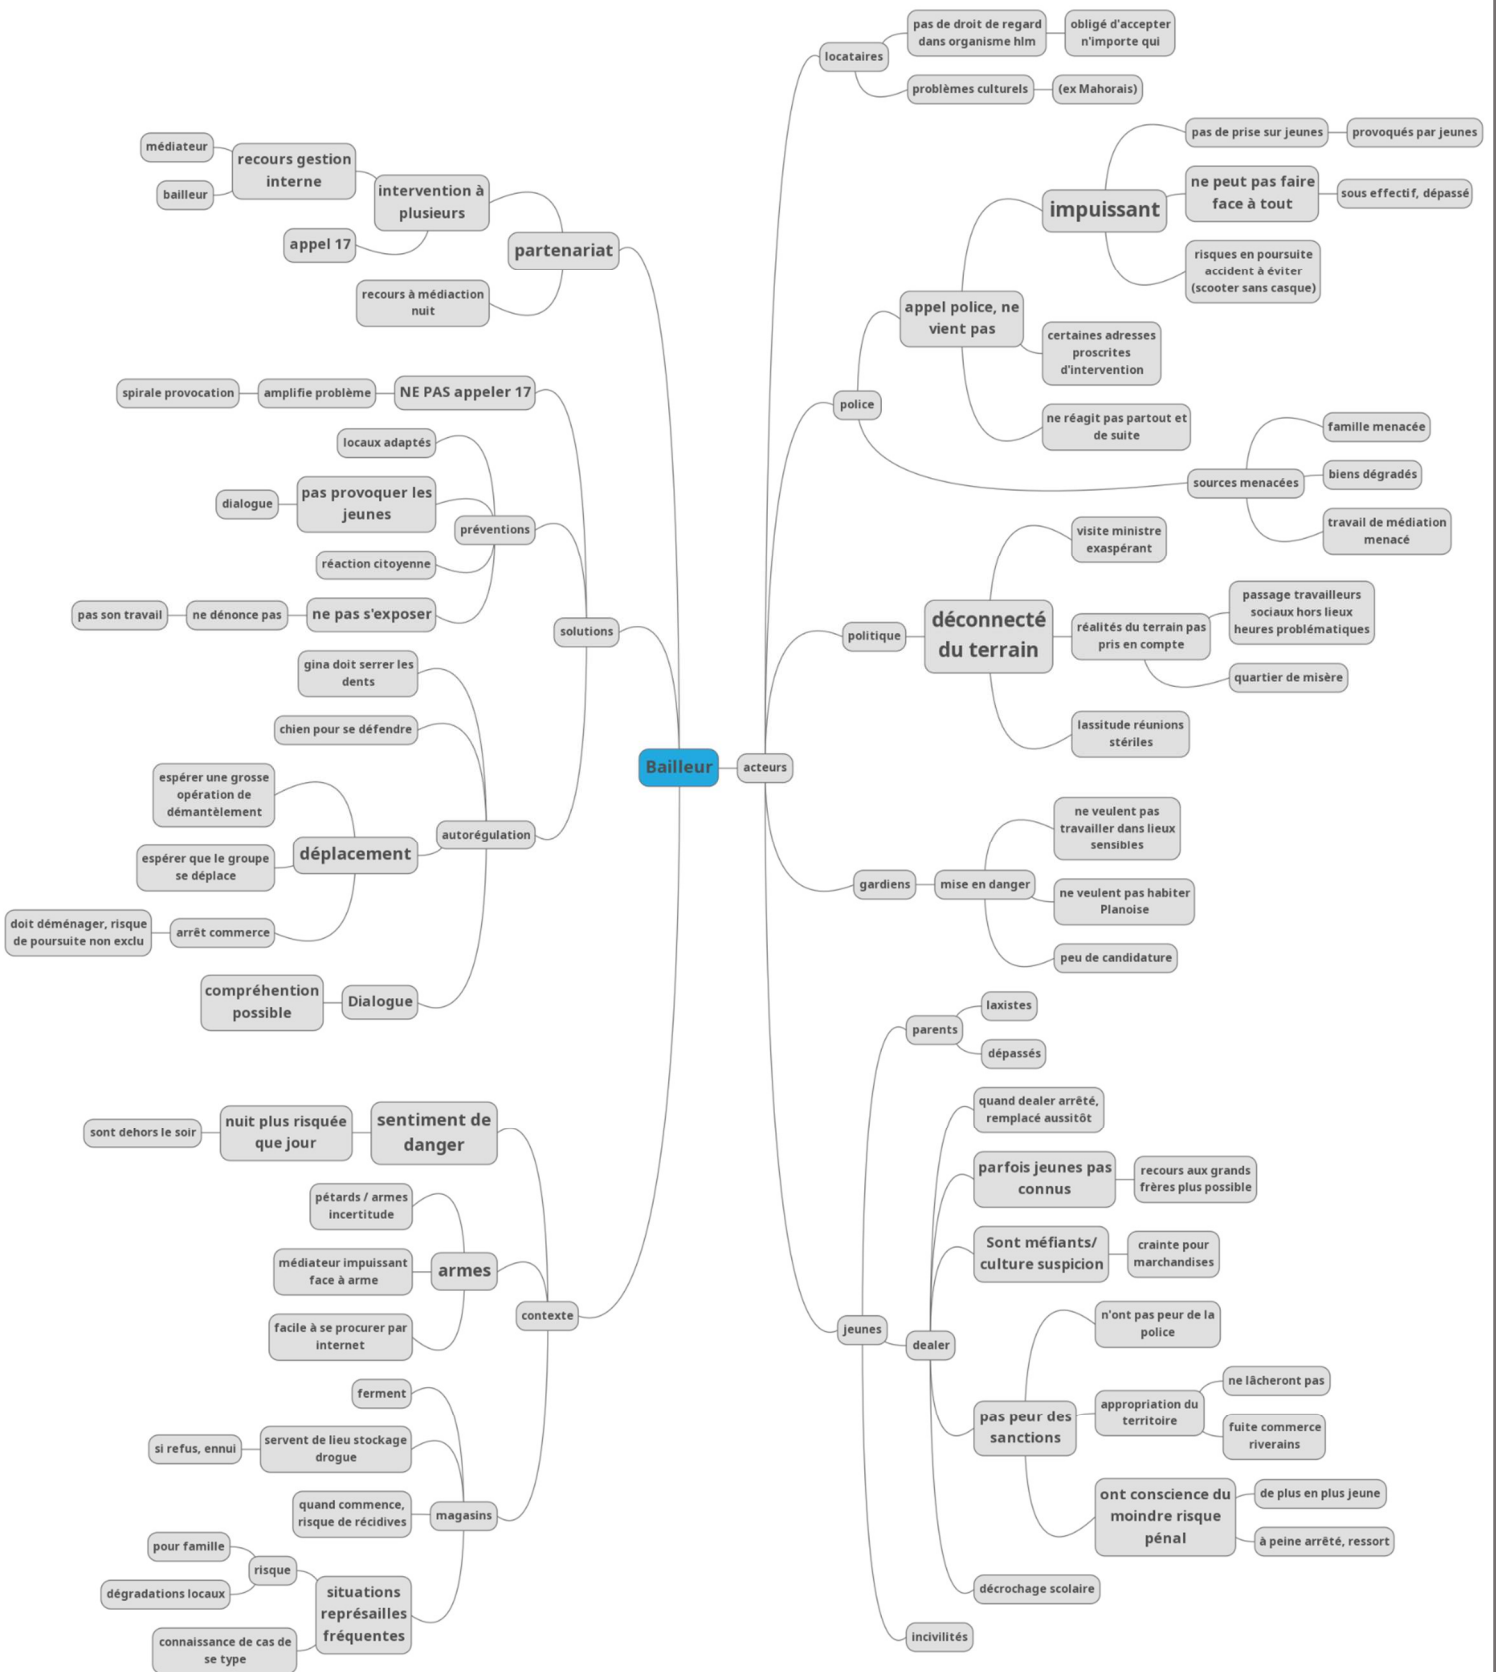 médiateur
bailleur
recours gestion
interne
appel 17
intervention à
plusieurs
recours à médiaction
nuit
partenariat
spirale provocation
amplifie problème
NE PAS appeler 17
locaux adaptés
dialogue
pas provoquer les
jeunes
réaction citoyenne
pas son travail
ne dénonce pas
ne pas s'exposer
préventions
solutions
gina doit serrer les
dents
chien pour se défendre
espérer une grosse
opération de
démantèlement
espérer que le groupe
se déplace
doit déménager, risque
de poursuite non exclu
arrêt commerce
déplacement
autorégulation
compréhention
possible
Dialogue
sont dehors le soir
nuit plus risquée
que jour
sentiment de
danger
pétards / armes
incertitude
médiateur impuissant
face à arme
facile à se procurer par
internet
armes
contexte
ferment
si refus, ennui
servent de lieu stockage
drogue
quand commence,
risque de récidives
magasins
pour famille
dégradations locaux
risque
connaissance de cas de
se type
situations
représailles
fréquentes
Bailleur
acteurs
locataires
pas de droit de regard
dans organisme hlm
obligé d'accepter
n'importe qui
problèmes culturels
(ex Mahorais)
police
appel police, ne
vient pas
impuissant
pas de prise sur jeunes
provoqués par jeunes
ne peut pas faire
face à tout
sous effectif, dépassé
risques en poursuite
accident à éviter
(scooter sans casque)
certaines adresses
proscrites
d'intervention
ne réagit pas partout et
de suite
sources menacées
famille menacée
biens dégradés
travail de médiation
menacé
politique
déconnecté
du terrain
visite ministre
exaspérant
réalités du terrain pas
pris en compte
passage travailleurs
sociaux hors lieux
heures problématiques
quartier de misère
lassitude réunions
stériles
gardiens
mise en danger
ne veulent pas
travailler dans lieux
sensibles
ne veulent pas habiter
Planoise
peu de candidature
jeunes
parents
laxistes
dépassés
dealer
quand dealer arrêté,
remplacé aussitôt
parfois jeunes pas
connus
recours aux grands
frères plus possible
Sont méfiants/
culture suspicion
crainte pour
marchandises
pas peur des
sanctions
n'ont pas peur de la
police
appropriation du
territoire
ne lâcheront pas
fuite commerce
riverains
ont conscience du
moindre risque
pénal
de plus en plus jeune
à peine arrêté, ressort
décrochage scolaire
incivilités